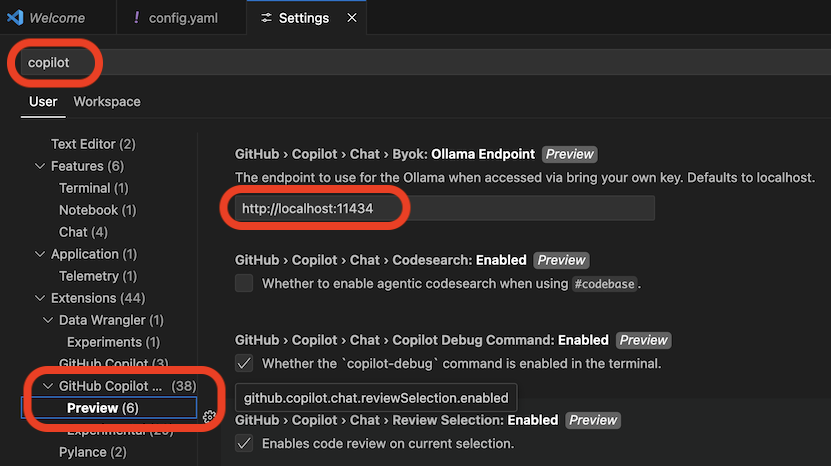 Welcome
! config.yaml
Settings
copilot
User Workspace
Text Editor (2)
Features (6)
Terminal (1)
Notebook (1)
Chat (4)
Application (1)
Telemetry (1)
Extensions (44)
Data Wrangler (1)
Experiments (1)
GitHub Copilot (3)
GitHub Copilot ... (38)
Preview (6)
Pylance (2)
GitHub › Copilot › Chat › Byok: Ollama Endpoint Preview
The endpoint to use for the Ollama when accessed via bring your own key. Defaults to localhost.
http://localhost:11434
GitHub › Copilot › Chat › Codesearch: Enabled Preview
Whether to enable agentic codesearch when using #codebase.
GitHub › Copilot › Chat › Copilot Debug Command: Enabled Preview
Whether the `copilot-debug` command is enabled in the terminal.
github.copilot.chat.reviewSelection.enabled
GitHub › Copilot › Chat › Review Selection: Enabled Preview
Enables code review on current selection.